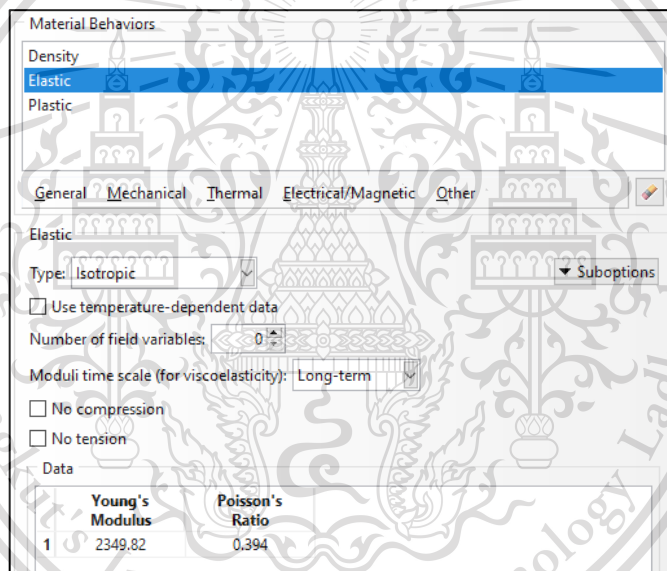 Material Behaviors
Density
Elastic
Plastic
General Mechanical Thermal Electrical/Magnetic Other
Elastic
Type: Isotropic
Suboptions
Use temperature-dependent data
Number of field variables: 0
Moduli time scale (for viscoelasticity): Long-term
No compression
No tension
Data
Young's Modulus
Poisson's Ratio
1 2349.82 0.394